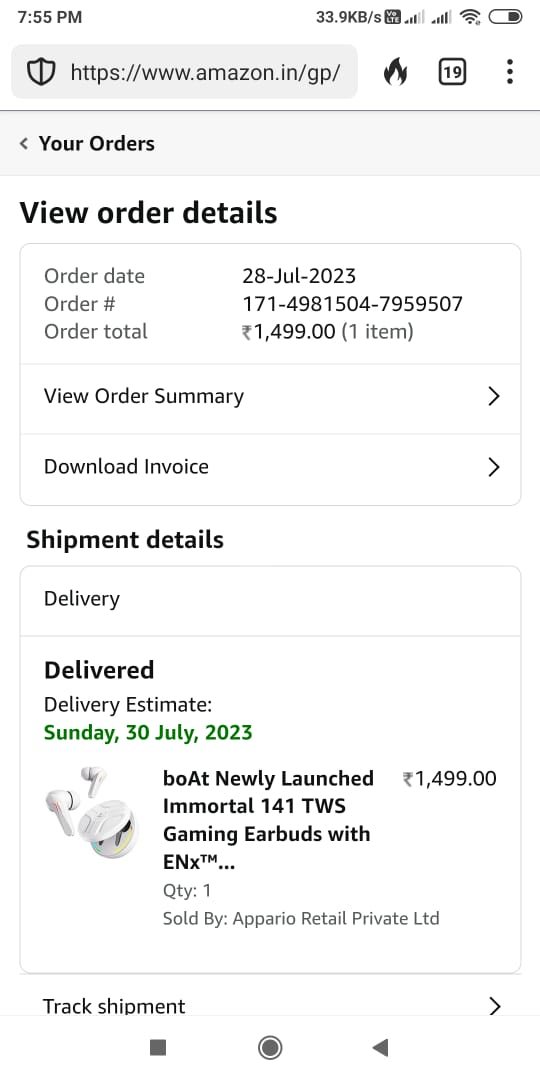 7:55 PM 33.9KB/s Vo LTE
https://www.amazon.in/gp/ 19
Your Orders
View order details
Order date 28-Jul-2023
Order # 171-4981504-7959507
Order total ₹1,499.00 (1 item)
View Order Summary
Download Invoice
Shipment details
Delivery
Delivered
Delivery Estimate:
Sunday, 30 July, 2023
boAt Newly Launched ₹1,499.00
Immortal 141 TWS
Gaming Earbuds with
ENx™...
Qty: 1
Sold By: Appario Retail Private Ltd
Track shipment